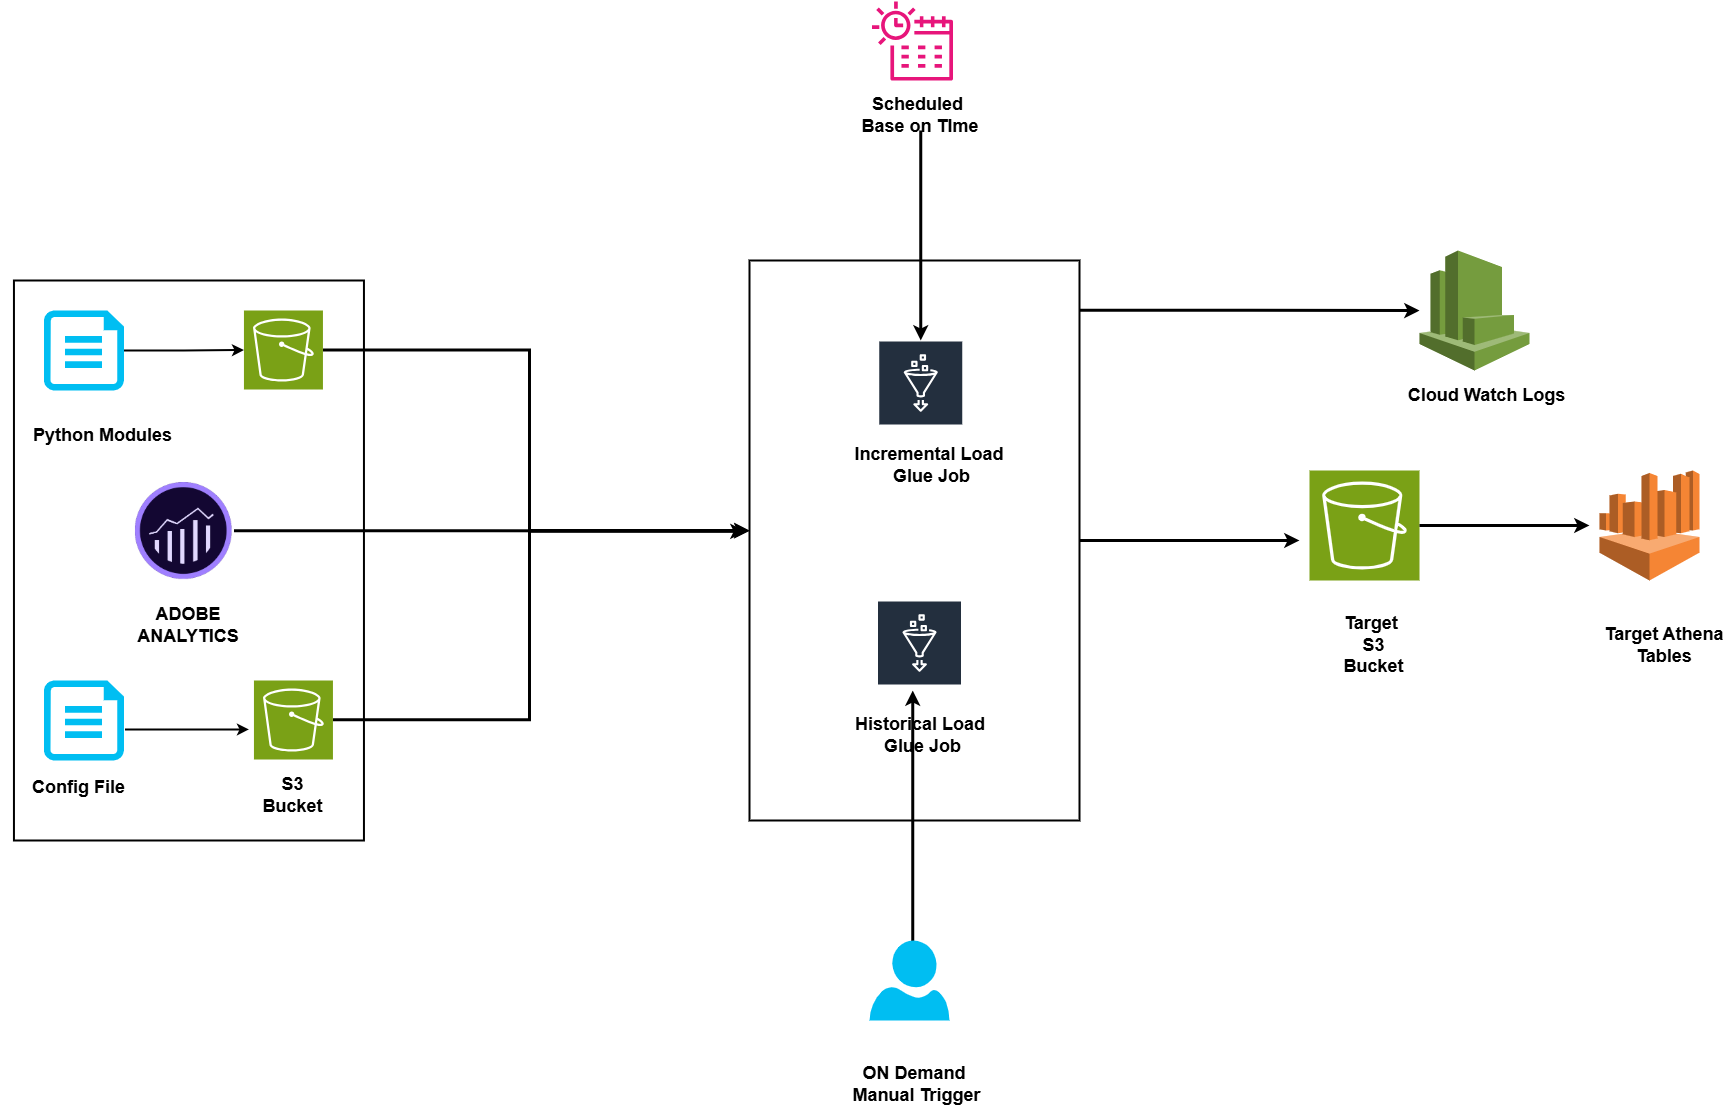 Scheduled
Base on TIme
Python Modules
ADOBE
ANALYTICS
Config File
S3
Bucket
Incremental Load
Glue Job
Historical Load
Glue Job
ON Demand
Manual Trigger
Cloud Watch Logs
Target
S3
Bucket
Target Athena
Tables